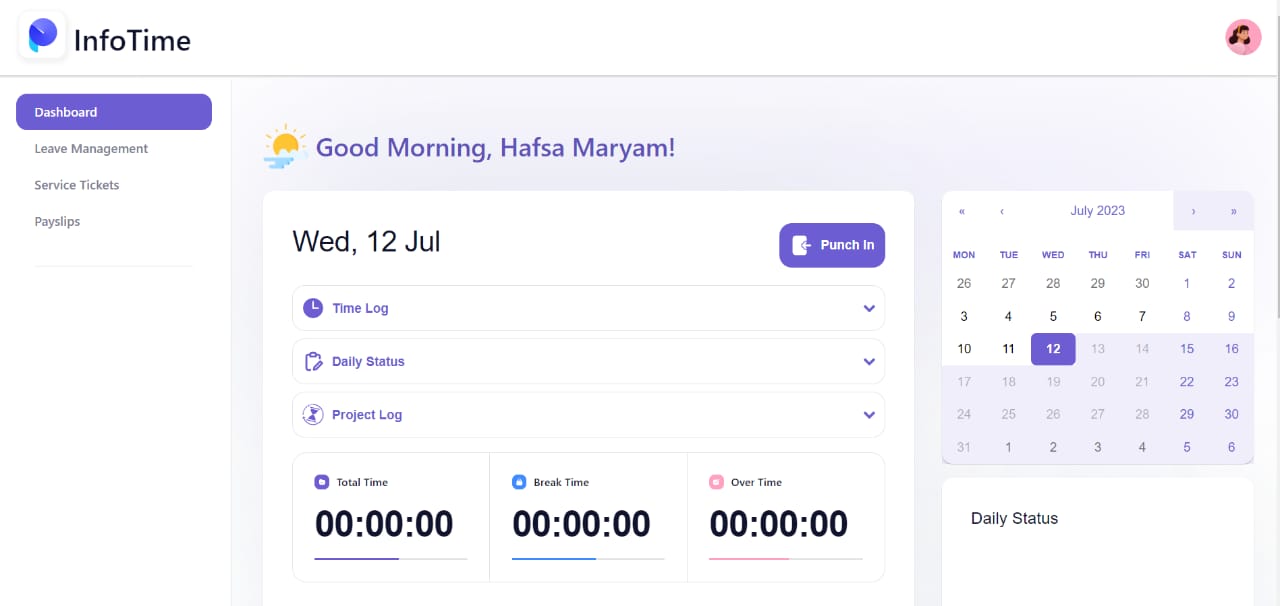 InfoTime
Dashboard
Leave Management
Service Tickets
Payslips
Good Morning, Hafsa Maryam!
Wed, 12 Jul
Punch In
Time Log
Daily Status
Project Log
Total Time
Break Time
Over Time
00:00:00
00:00:00
00:00:00
« ‹ July 2023 › »
MON TUE WED THU FRI SAT SUN
26 27 28 29 30 1 2
3 4 5 6 7 8 9
10 11 12 13 14 15 16
17 18 19 20 21 22 23
24 25 26 27 28 29 30
31 1 2 3 4 5 6
Daily Status